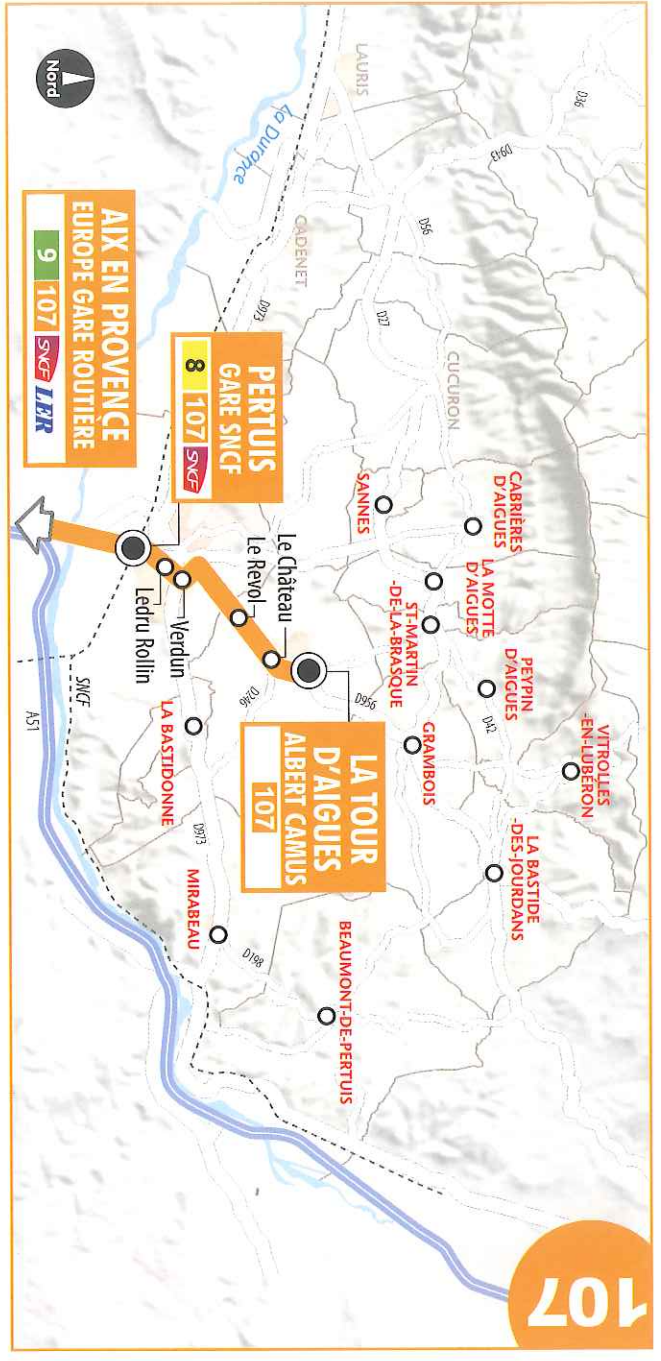 107
D36
D943
LAURIS
D56
CADENET
D27
CUCURON
La Durance
D973
Nord
AIX EN PROVENCE
EUROPE GARE ROUTIÈRE
9 107 SNCF LER
PERTUIS
GARE SNCF
8 107 SNCF
SANNES
CABRIÈRES
D'AIGUES
LA MOTTE
D'AIGUES
ST-MARTIN
-DE-LA-BRASQUE
PEYPIN
D'AIGUES
D42
VITROLLES
-EN-LUBÉRON
GRAMBOIS
LA BASTIDE
-DES-JOURDANS
Le Château
Le Revol
Verdun
Ledru Rollin
D956
D246
LA TOUR
D'AIGUES
ALBERT CAMUS
107
LA BASTIDONNE
D973
MIRABEAU
D198
BEAUMONT-DE-PERTUIS
SNCF
A51